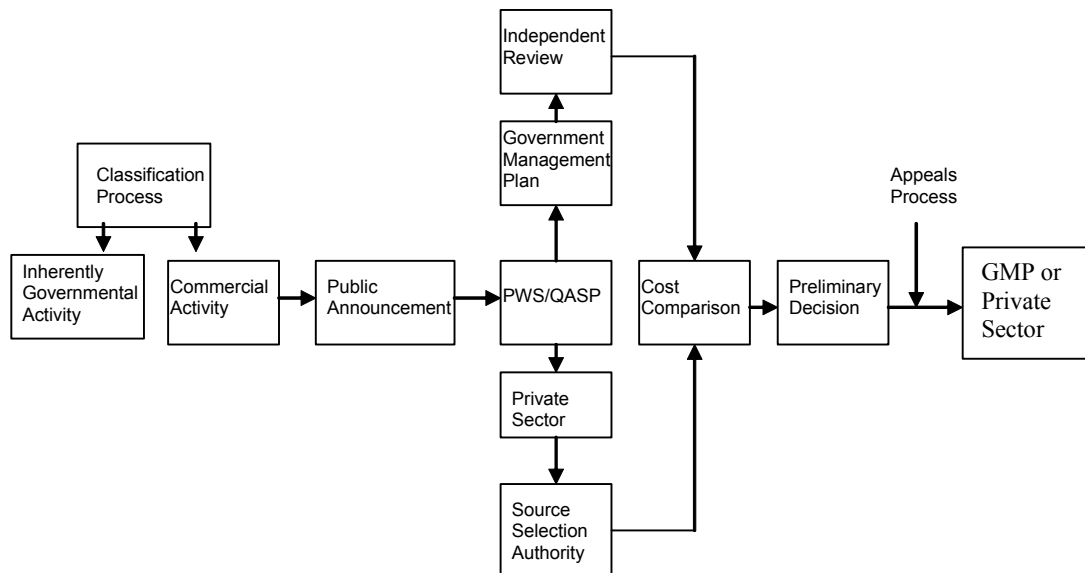 Classification
Process
Inherently
Governmental
Activity
Commercial
Activity
Public
Announcement
PWS/QASP
Government
Management
Plan
Independent
Review
Private
Sector
Source
Selection
Authority
Cost
Comparison
Preliminary
Decision
Appeals
Process
GMP or
Private
Sector